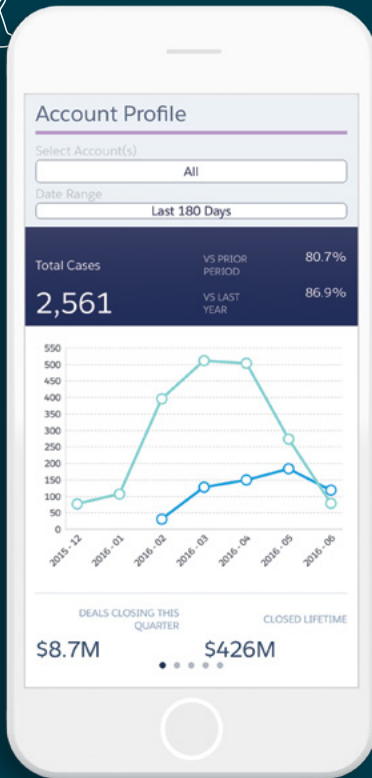 Account Profile
Select Account(s)
All
Date Range
Last 180 Days
Total Cases
2,561
VS PRIOR
PERIOD
80.7%
VS LAST
YEAR
86.9%
550
500
450
400
350
300
250
200
150
100
50
0
2015-12
2016-01
2016-02
2016-03
2016-04
2016-05
2016-06
DEALS CLOSING THIS
QUARTER
$8.7M
CLOSED LIFETIME
$426M